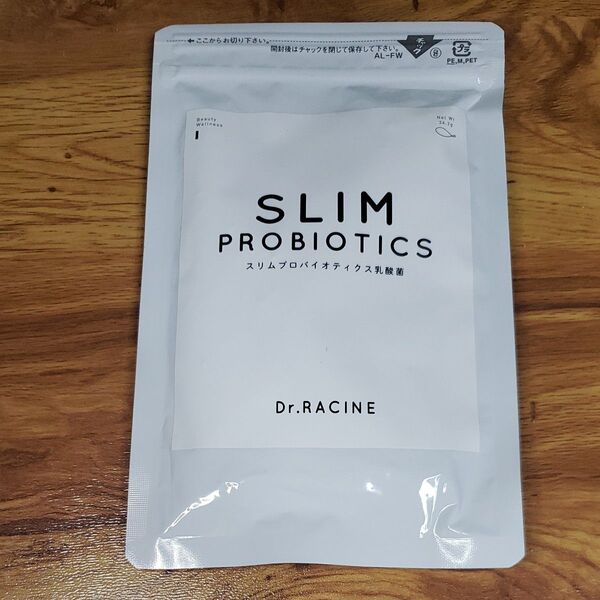 ←ここからお切り下さい。
開封後はチャックを閉じて保存して下さい。
AL-FW
プラ
PE,M,PET
Beauty
Wellness
Net Wt
SLIM
PROBIOTICS
スリムプロバイオティクス乳酸菌
Dr.RACINE